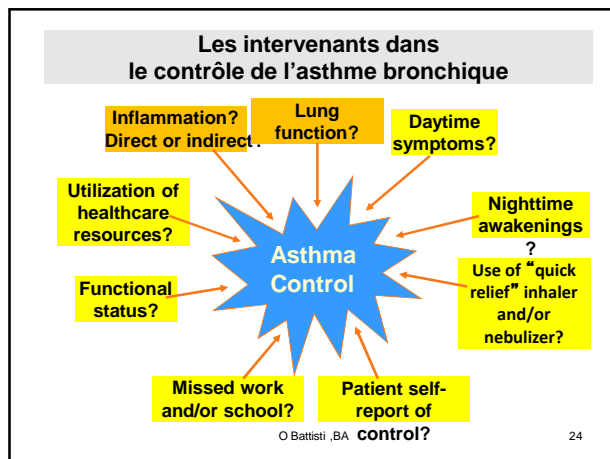 Les intervenants dans
le contrôle de l’asthme bronchique
Inflammation?
Direct or indirect?
Lung
function?
Daytime
symptoms?
Utilization of
healthcare
resources?
Nighttime
awakenings
?
Asthma
Control
Use of “quick
relief” inhaler
and/or
nebulizer?
Functional
status?
Missed work
and/or school?
Patient self-
report of
control?
O Battisti ,BA
24